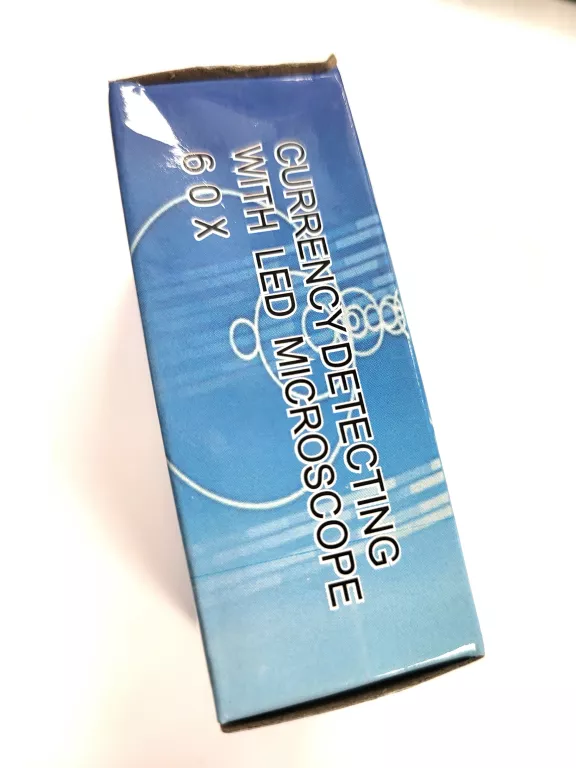 CURRENCY DETECTING
WITH LED MICROSCOPE
60X